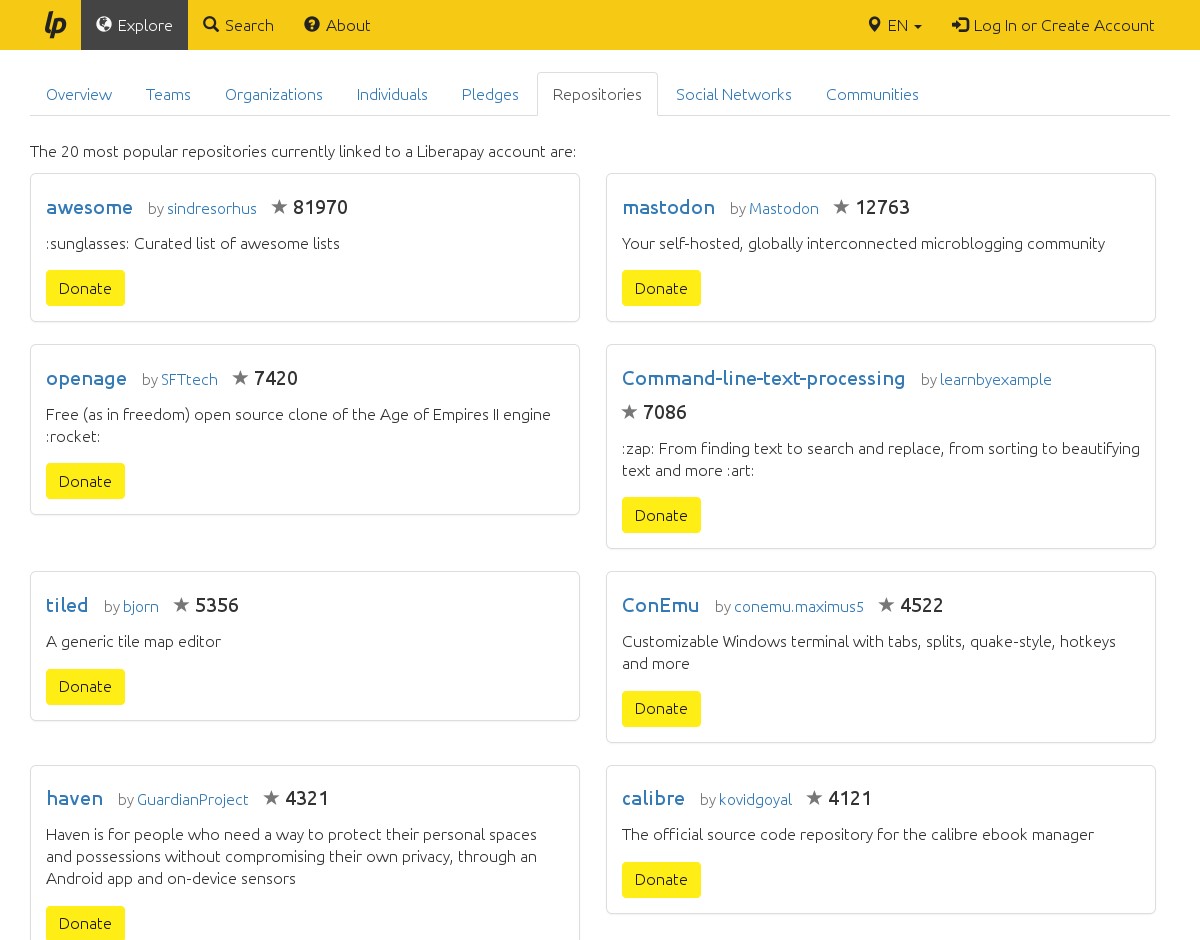 lp Explore Search About EN Log In or Create Account
Overview Teams Organizations Individuals Pledges Repositories Social Networks Communities
The 20 most popular repositories currently linked to a Liberapay account are:
awesome by sindresorhus ★ 81970
:sunglasses: Curated list of awesome lists
Donate
mastodon by Mastodon ★ 12763
Your self-hosted, globally interconnected microblogging community
Donate
openage by SFTtech ★ 7420
Free (as in freedom) open source clone of the Age of Empires II engine
:rocket:
Donate
Command-line-text-processing by learnbyexample
★ 7086
:zap: From finding text to search and replace, from sorting to beautifying
text and more :art:
Donate
tiled by bjorn ★ 5356
A generic tile map editor
Donate
ConEmu by conemu.maximus5 ★ 4522
Customizable Windows terminal with tabs, splits, quake-style, hotkeys
and more
Donate
haven by GuardianProject ★ 4321
Haven is for people who need a way to protect their personal spaces
and possessions without compromising their own privacy, through an
Android app and on-device sensors
Donate
calibre by kovidgoyal ★ 4121
The official source code repository for the calibre ebook manager
Donate